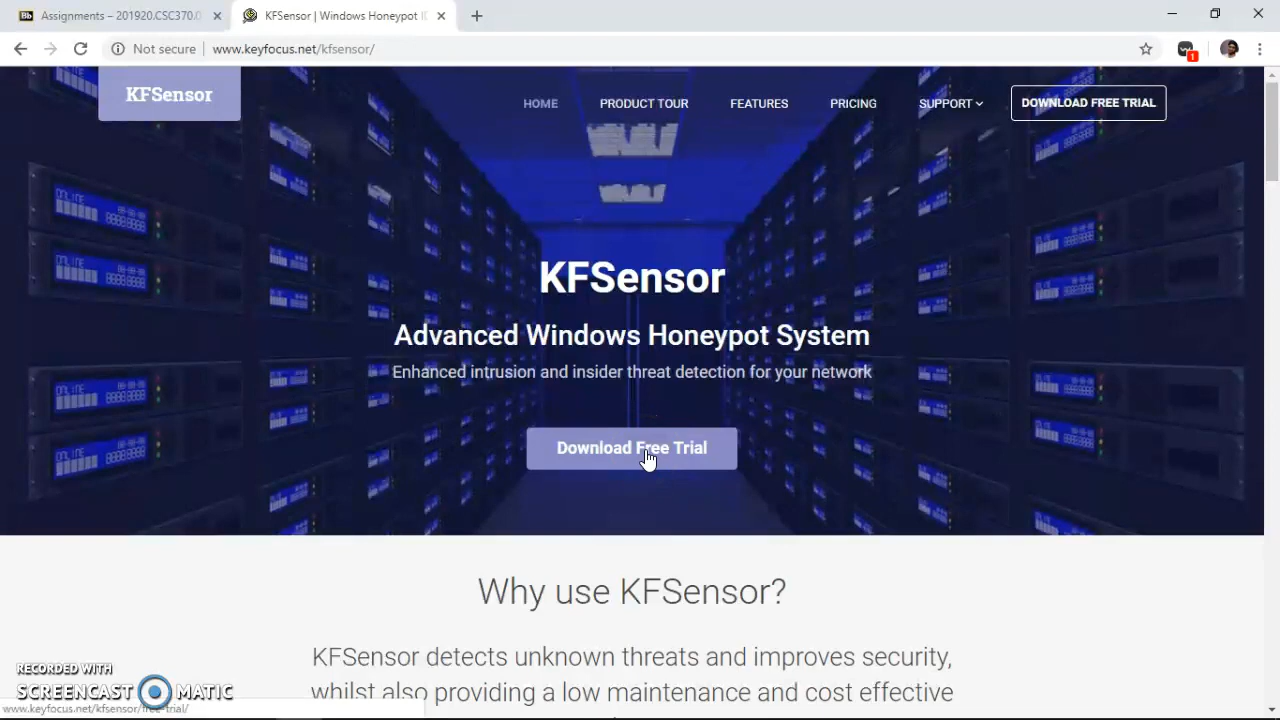 Assignments – 201920.CSC370.0
KFSensor | Windows Honeypot I
Not secure
www.keyfocus.net/kfsensor/
1
KFSensor
HOME
PRODUCT TOUR
FEATURES
PRICING
SUPPORT
DOWNLOAD FREE TRIAL
KFSensor
Advanced Windows Honeypot System
Enhanced intrusion and insider threat detection for your network
Download Free Trial
Why use KFSensor?
KFSensor detects unknown threats and improves security,
whilst also providing a low maintenance and cost effective
RECORDED WITH
SCREENCAST MATIC
www.keyfocus.net/kfsensor/free-trial/